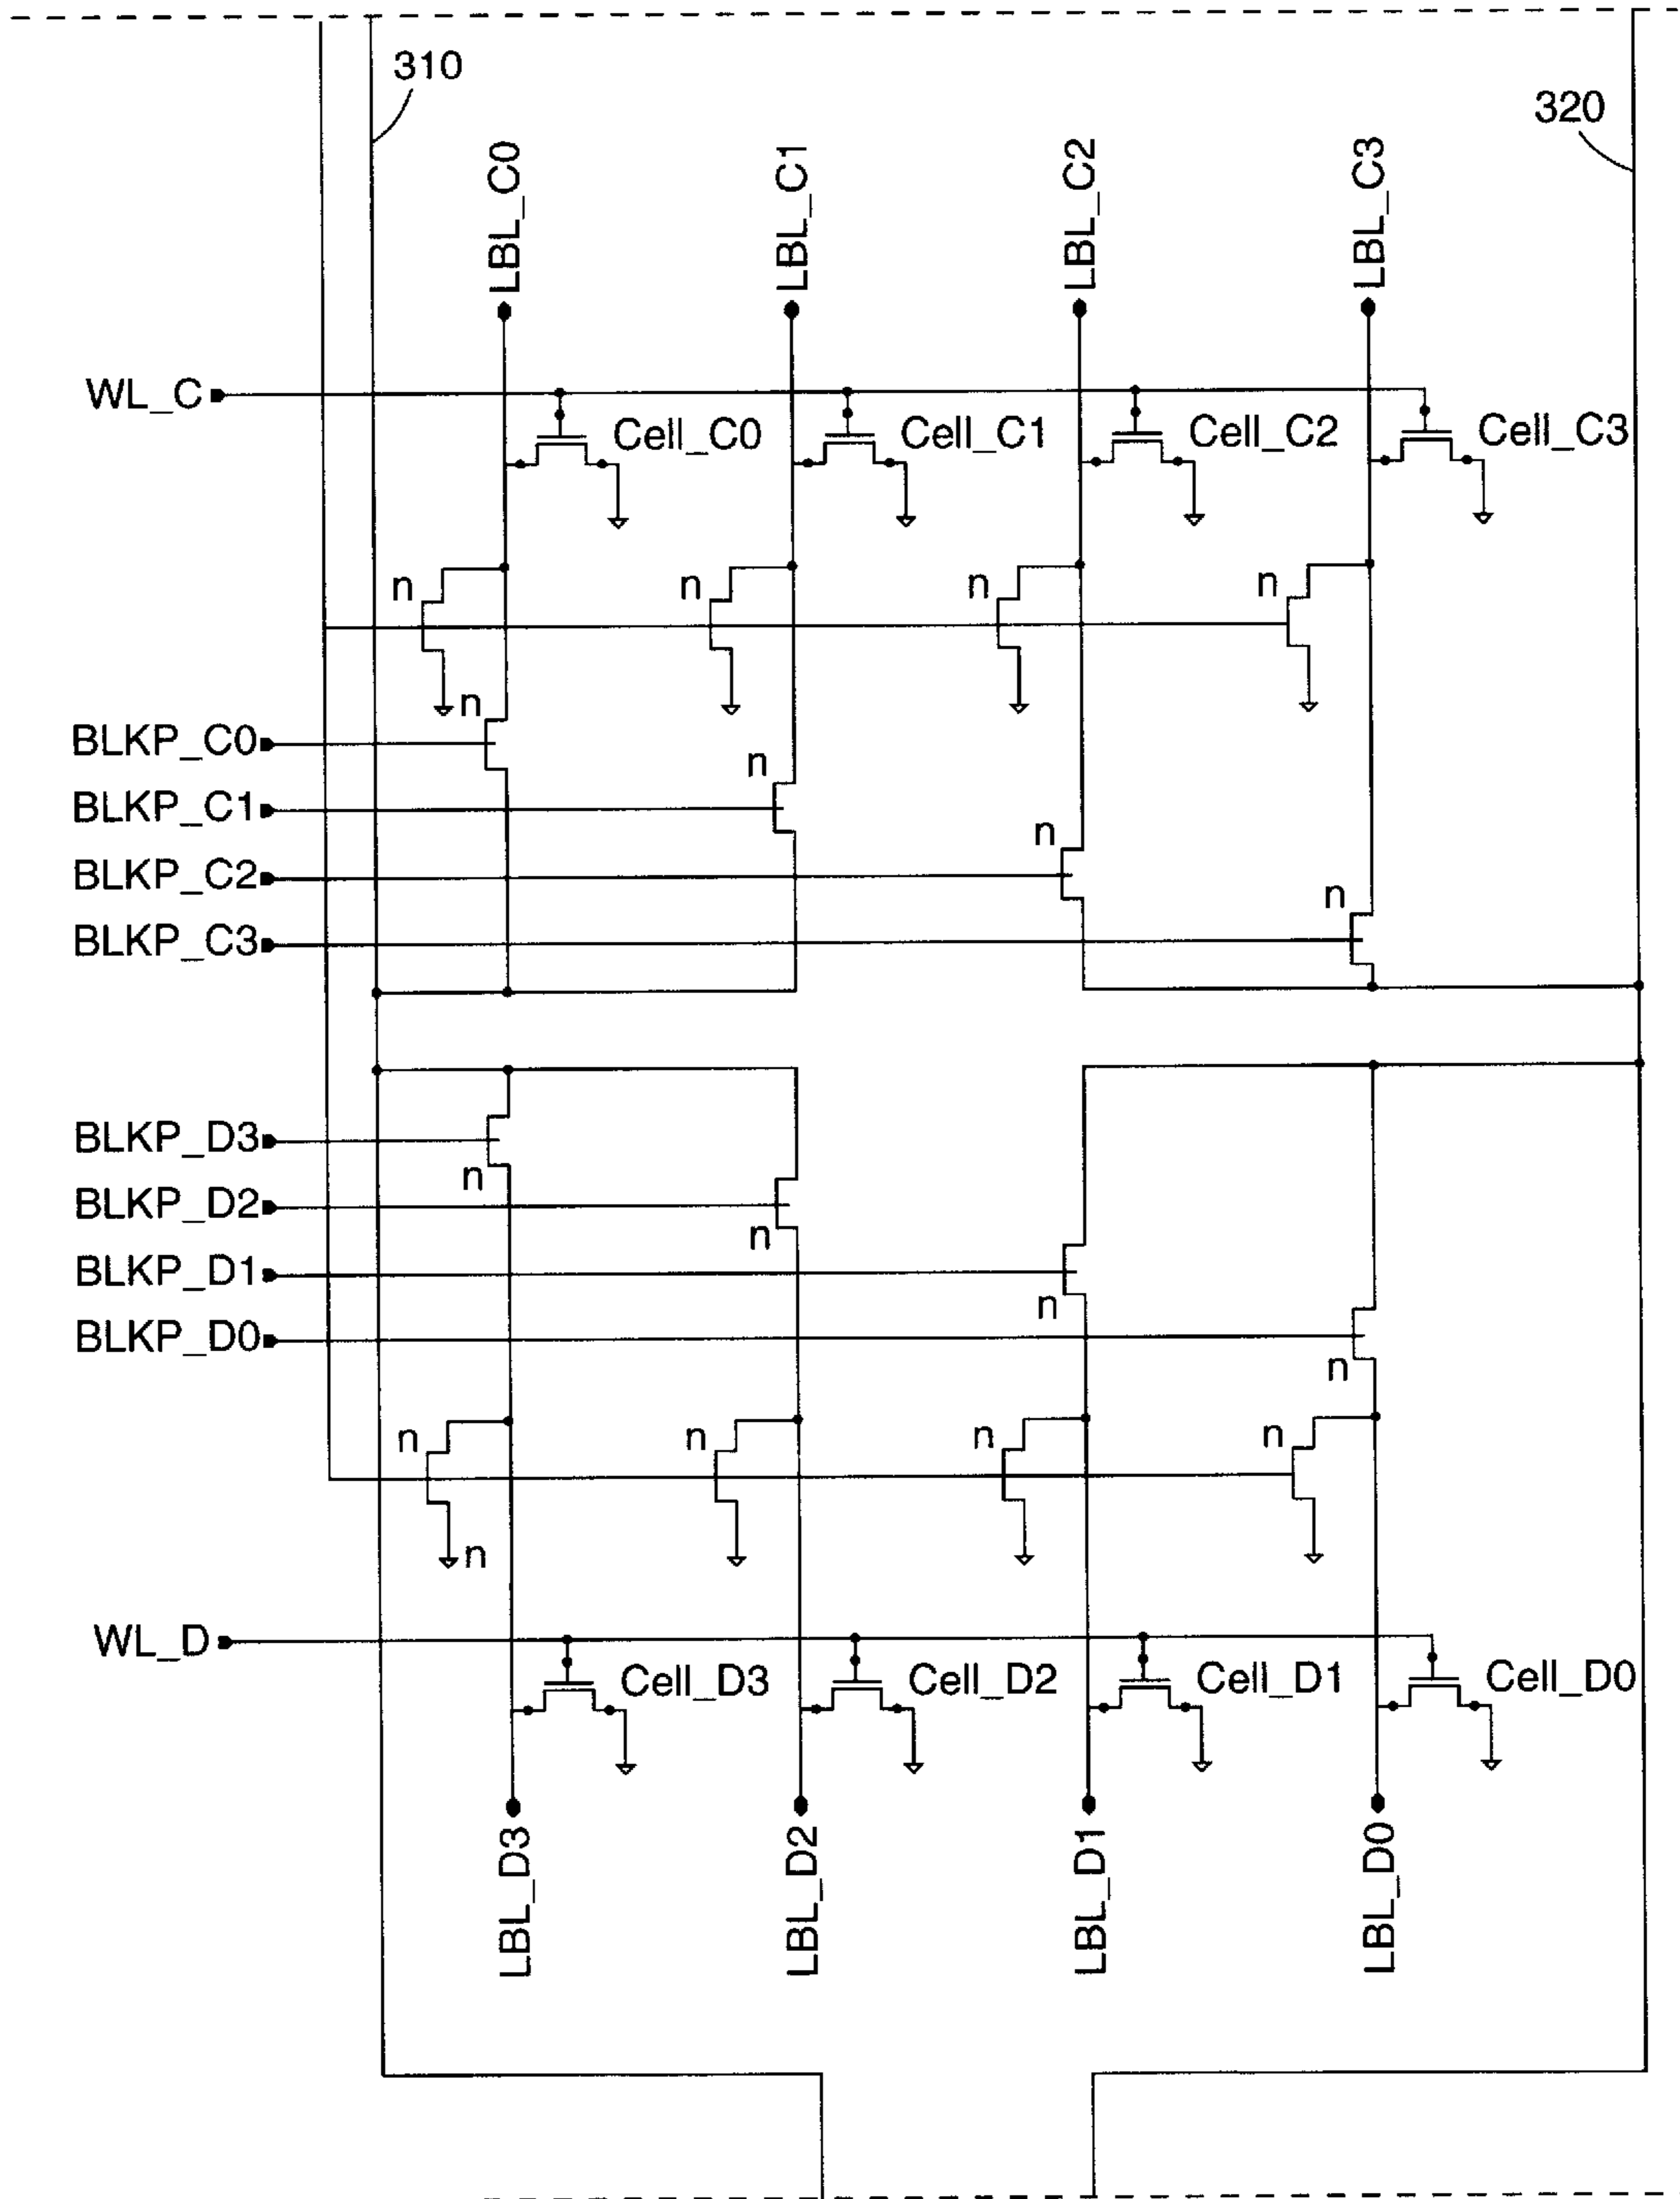 310
320
LBL_C0
LBL_C1
LBL_C2
LBL_C3
WL_C
Cell_C0
Cell_C1
Cell_C2
Cell_C3
n
n
n
n
n
BLKP_C0
n
BLKP_C1
n
BLKP_C2
n
BLKP_C3
BLKP_D3
n
BLKP_D2
n
BLKP_D1
n
BLKP_D0
n
n
n
n
n
n
WL_D
Cell_D3
Cell_D2
Cell_D1
Cell_D0
LBL_D3
LBL_D2
LBL_D1
LBL_D0